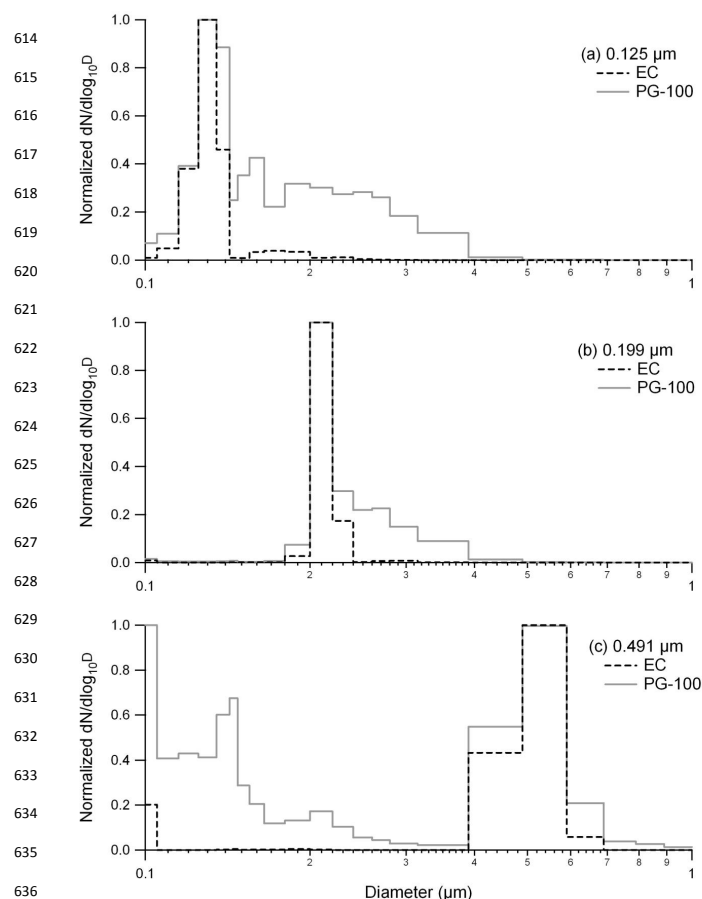 614
615
616
617
618
619
620
621
622
623
624
625
626
627
628
629
630
631
632
633
634
635
636
Normalized dN/dlog10D
1.0
0.8
0.6
0.4
0.2
0.0
(a) 0.125 μm
EC
PG-100
0.1 2 3 4 5 6 7 8 9 1
Normalized dN/dlog10D
1.0
0.8
0.6
0.4
0.2
0.0
(b) 0.199 μm
EC
PG-100
0.1 2 3 4 5 6 7 8 9 1
Normalized dN/dlog10D
1.0
0.8
0.6
0.4
0.2
0.0
(c) 0.491 μm
EC
PG-100
0.1 2 3 4 5 6 7 8 9 1
Diameter (μm)